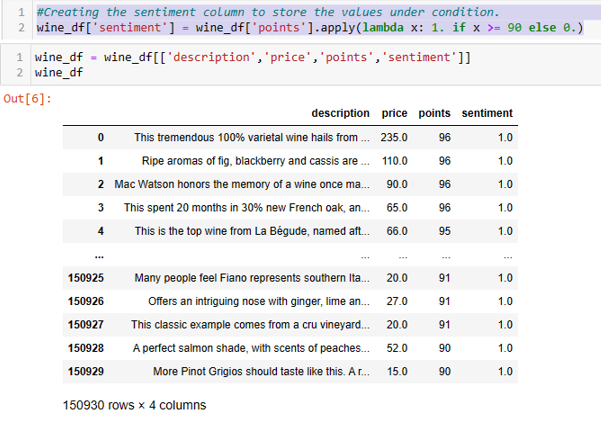 1 #Creating the sentiment column to store the values under condition.
2 wine_df['sentiment'] = wine_df['points'].apply(lambda x: 1. if x >= 90 else 0.)
1 wine_df = wine_df[['description','price','points','sentiment']]
2 wine_df
Out[6]:
description price points sentiment
0 This tremendous 100% varietal wine hails from ... 235.0 96 1.0
1 Ripe aromas of fig, blackberry and cassis are ... 110.0 96 1.0
2 Mac Watson honors the memory of a wine once ma... 90.0 96 1.0
3 This spent 20 months in 30% new French oak, an... 65.0 96 1.0
4 This is the top wine from La Bégude, named aft... 66.0 95 1.0
... ... ... ... ...
150925 Many people feel Fiano represents southern Ita... 20.0 91 1.0
150926 Offers an intriguing nose with ginger, lime an... 27.0 91 1.0
150927 This classic example comes from a cru vineyard... 20.0 91 1.0
150928 A perfect salmon shade, with scents of peaches... 52.0 90 1.0
150929 More Pinot Grigios should taste like this. A r... 15.0 90 1.0
150930 rows × 4 columns